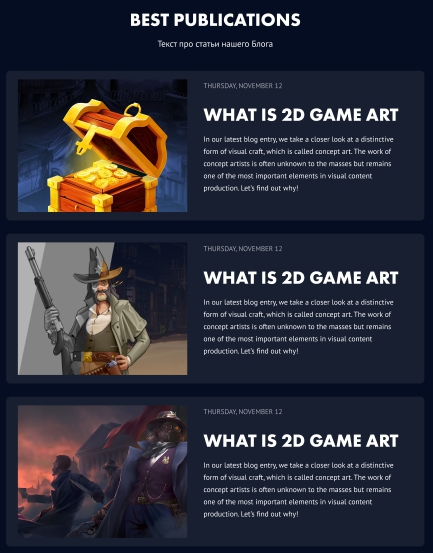 BEST PUBLICATIONS
Текст про статьи нашего Блога
THURSDAY, NOVEMBER 12
WHAT IS 2D GAME ART
In our latest blog entry, we take a closer look at a distinctive
form of visual craft, which is called concept art. The work of
concept artists is often unknown to the masses but remains
one of the most important elements in visual content
production. Let's find out why!
THURSDAY, NOVEMBER 12
WHAT IS 2D GAME ART
In our latest blog entry, we take a closer look at a distinctive
form of visual craft, which is called concept art. The work of
concept artists is often unknown to the masses but remains
one of the most important elements in visual content
production. Let's find out why!
THURSDAY, NOVEMBER 12
WHAT IS 2D GAME ART
In our latest blog entry, we take a closer look at a distinctive
form of visual craft, which is called concept art. The work of
concept artists is often unknown to the masses but remains
one of the most important elements in visual content
production. Let's find out why!